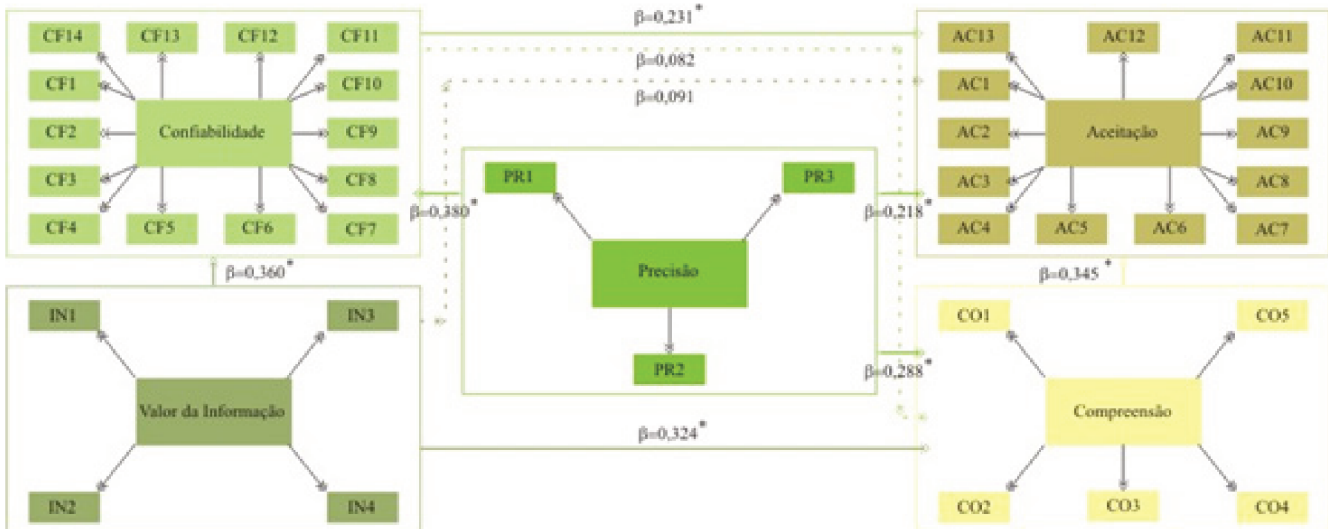 β=0,231*
CF14 CF13 CF12 CF11
AC13 AC12 AC11
β=0,082
CF1 CF10
AC1 AC10
β=0,091
CF2 Confiabilidade CF9
AC2 Aceitação AC9
PR1 PR3
CF3 CF8
AC3 AC8
β=0,380*
β=0,218*
CF4 CF5 CF6 CF7
AC4 AC5 AC6 AC7
β=0,360*
Precisão
β=0,345*
IN1 IN3
CO1 CO5
PR2
β=0,288*
Valor da Informação
Compreensão
β=0,324*
IN2 IN4
CO2 CO3 CO4